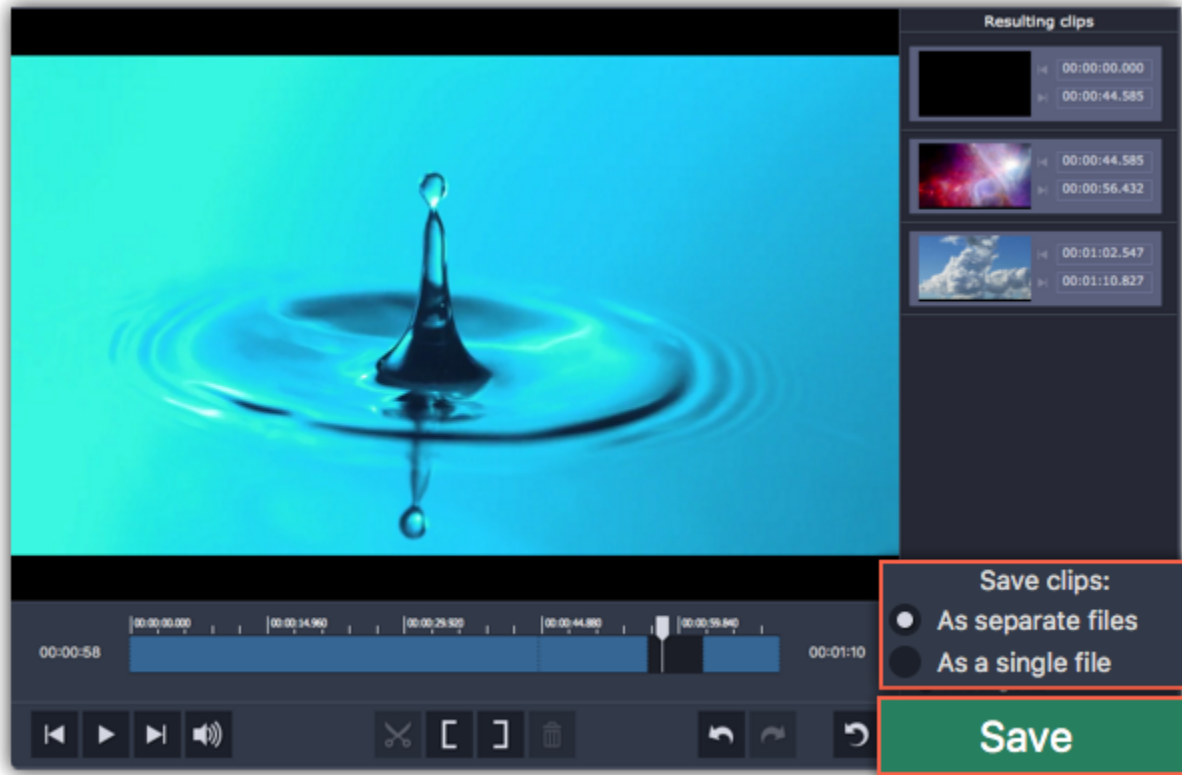 Resulting clips
00:00:00.000
00:00:44.585
00:00:44.585
00:00:56.432
00:01:02.547
00:01:10.827
Save clips:
As separate files
As a single file
00:00:00.000 00:00:14.960 00:00:29.920 00:00:44.880 00:00:59.840
00:00:58
00:01:10
Save